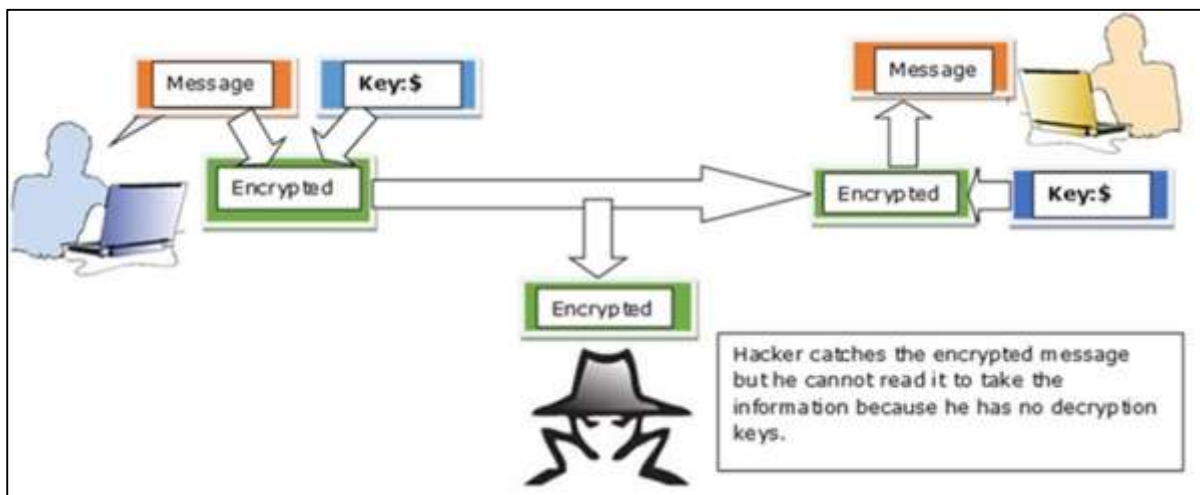 Message
Key:$
Encrypted
Message
Encrypted
Key:$
Encrypted
Hacker catches the encrypted message
but he cannot read it to take the
information because he has no decryption
keys.